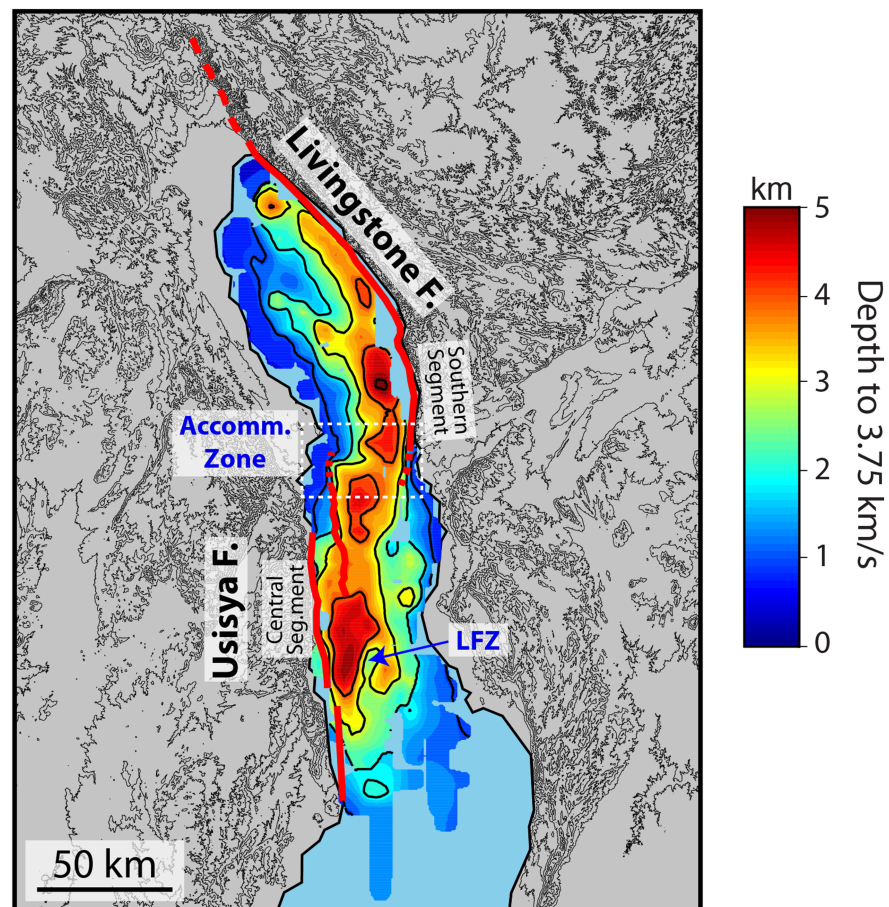 Livingstone F.
km
5
4
3
2
1
0
Depth to 3.75 km/s
Southern
Segment
Accomm.
Zone
Usisya F.
Central
Seg.ment
LFZ
50 km